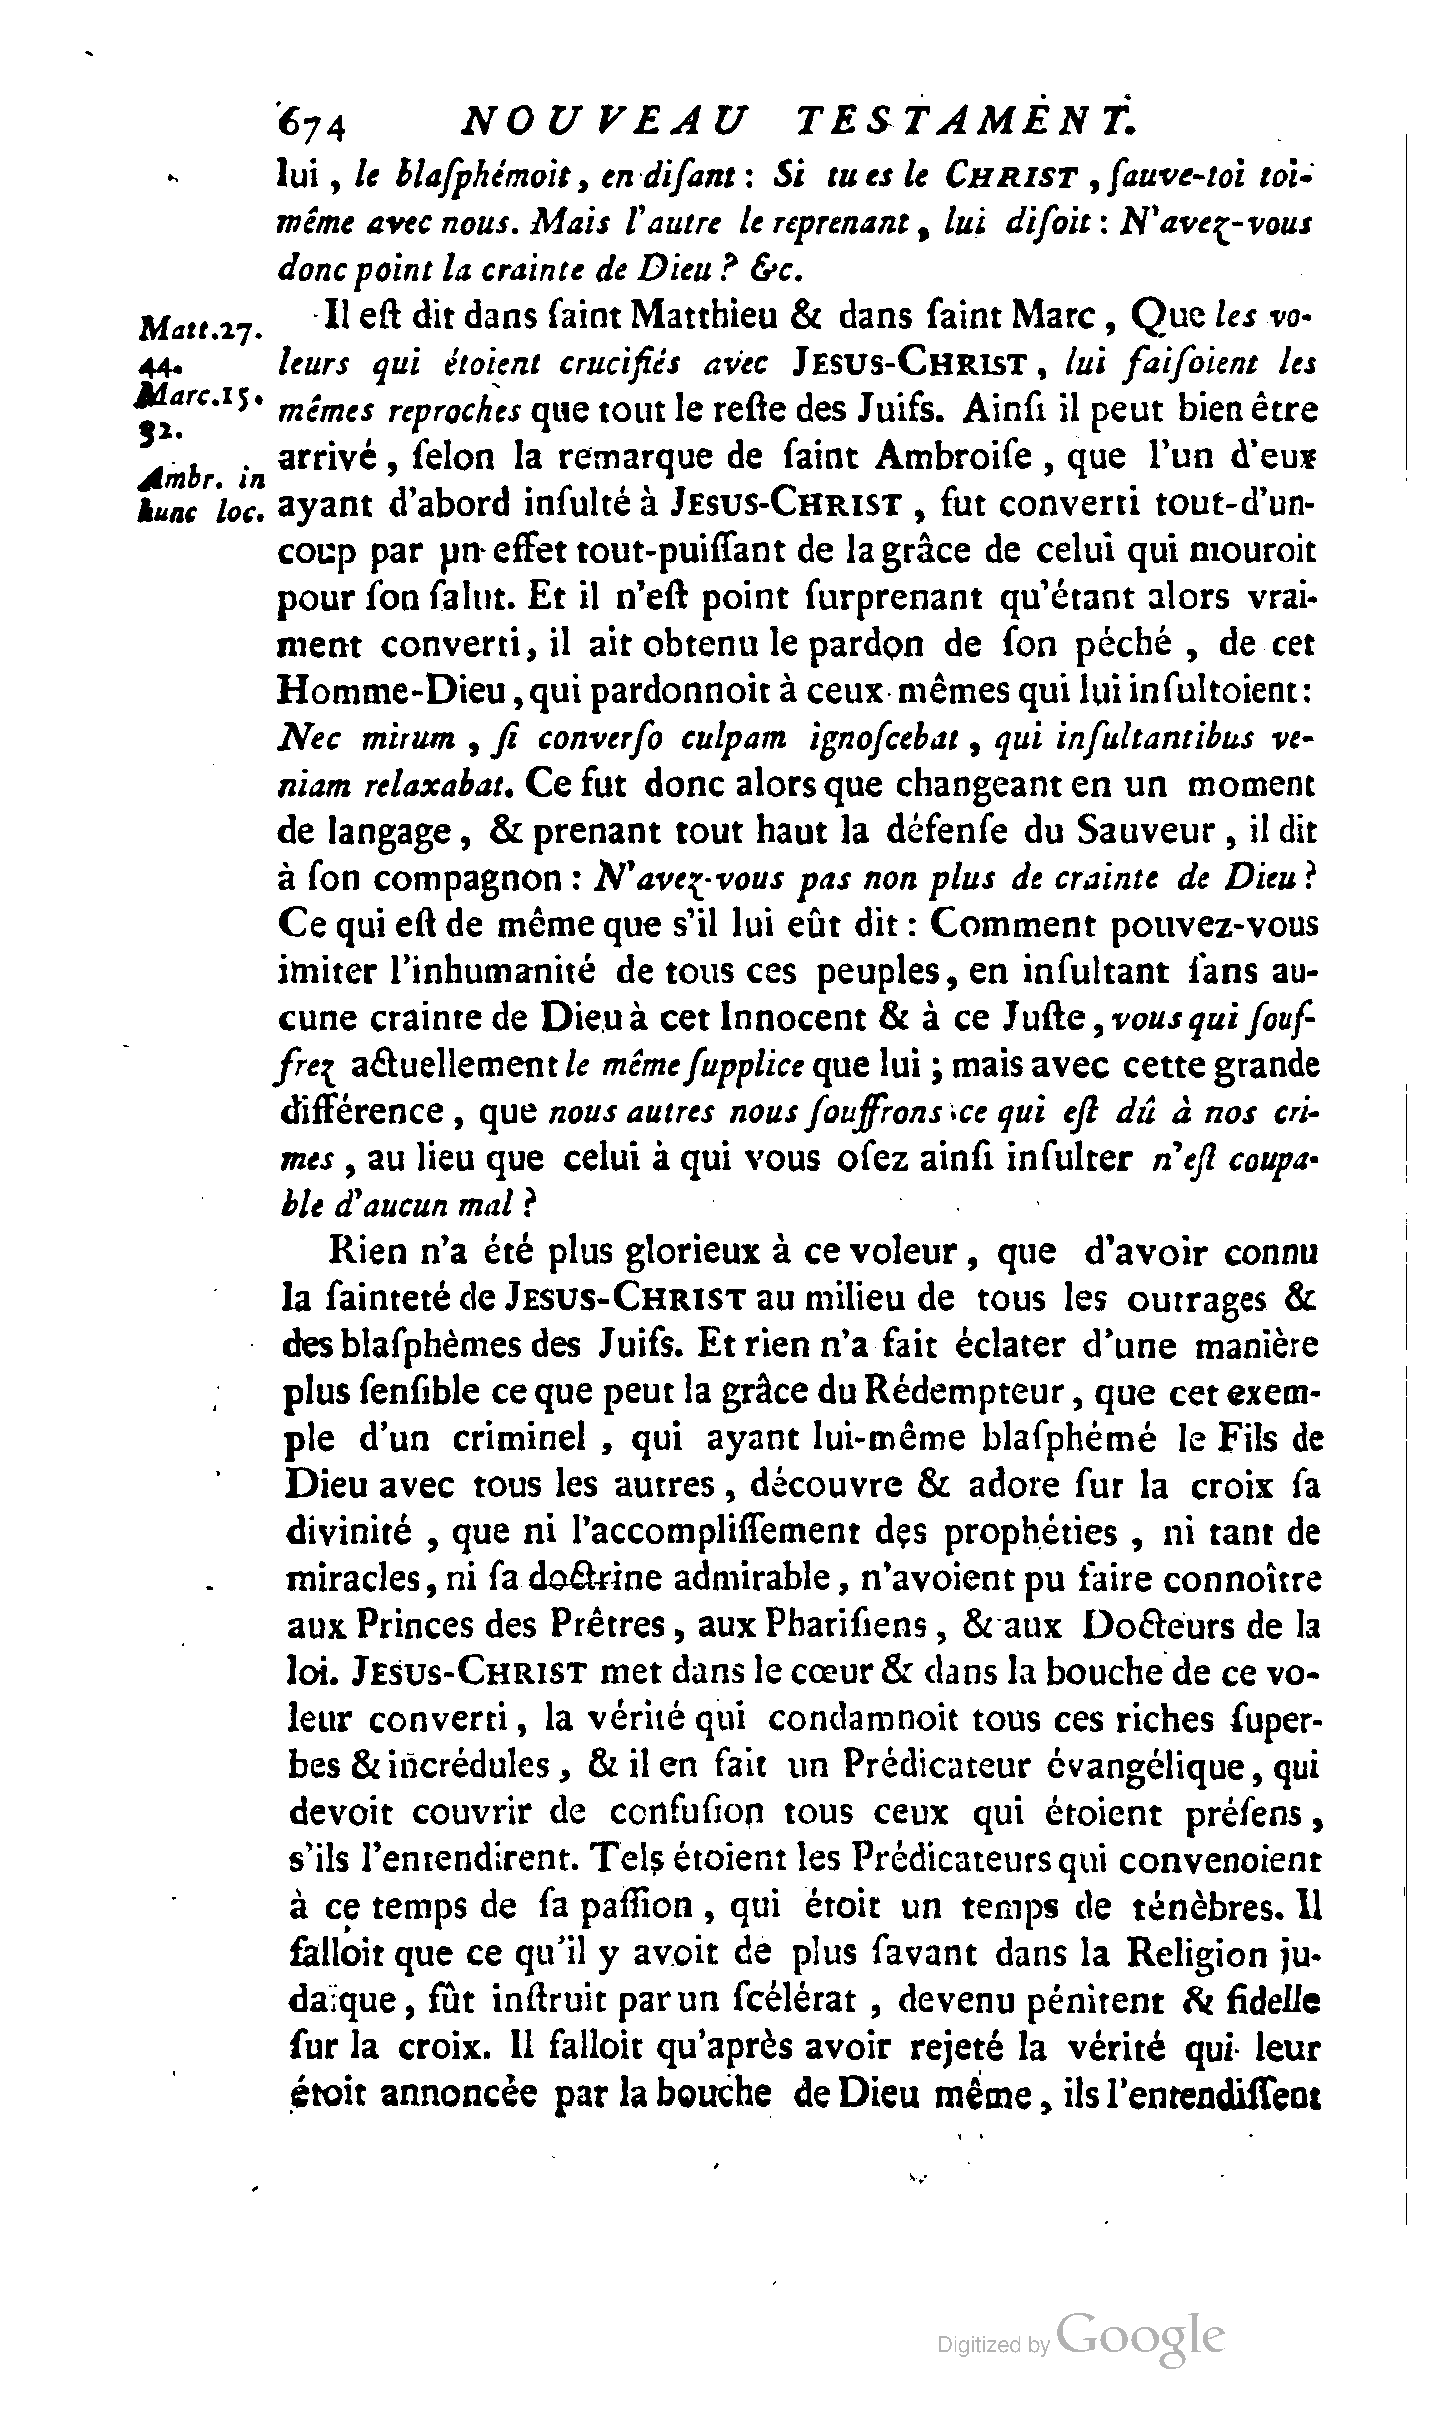 674 NOUVEAU TESTAMENT.
lui, le blaſphémoit, en diſant : Si tu es le CHRIST, ſauve-toi toi-
même avec nous. Mais l'autre le reprenant, lui diſoit : N'avez-vous
donc point la crainte de Dieu ? &c.
Matt.27.
44.
Marc.15.
32.
Ambr. in
hunc loc.
Il eſt dit dans ſaint Matthieu & dans ſaint Marc, Que les vo-
leurs qui étoient crucifiés avec JESUS-CHRIST, lui faiſoient les
mêmes reproches que tout le reſte des Juifs. Ainſi il peut bien être
arrivé, ſelon la remarque de ſaint Ambroiſe, que l'un d'eux
ayant d'abord inſulté à JESUS-CHRIST, fut converti tout-d'un-
coup par un effet tout-puiſſant de la grâce de celui qui mouroit
pour ſon ſalut. Et il n'eſt point ſurprenant qu'étant alors vrai-
ment converti, il ait obtenu le pardon de ſon péché, de cet
Homme-Dieu, qui pardonnoit à ceux mêmes qui lui inſultoient :
Nec mirum, ſi converſo culpam ignoſcebat, qui inſultantibus ve-
niam relaxabat. Ce fut donc alors que changeant en un moment
de langage, & prenant tout haut la défenſe du Sauveur, il dit
à ſon compagnon : N'avez-vous pas non plus de crainte de Dieu ?
Ce qui eſt de même que s'il lui eût dit : Comment pouvez-vous
imiter l'inhumanité de tous ces peuples, en inſultant ſans au-
cune crainte de Dieu à cet Innocent & à ce Juſte, vous qui ſouf-
frez actuellement le même ſupplice que lui ; mais avec cette grande
différence, que nous autres nous ſouffrons ce qui eſt dû à nos cri-
mes, au lieu que celui à qui vous oſez ainſi inſulter n'eſt coupa-
ble d'aucun mal ?
Rien n'a été plus glorieux à ce voleur, que d'avoir connu
la ſainteté de JESUS-CHRIST au milieu de tous les outrages &
des blaſphèmes des Juifs. Et rien n'a fait éclater d'une manière
plus ſenſible ce que peut la grâce du Rédempteur, que cet exem-
ple d'un criminel, qui ayant lui-même blaſphémé le Fils de
Dieu avec tous les autres, découvre & adore ſur la croix ſa
divinité, que ni l'accompliſſement des prophéties, ni tant de
miracles, ni ſa doctrine admirable, n'avoient pu faire connoître
aux Princes des Prêtres, aux Phariſiens, & aux Docteurs de la
loi. JESUS-CHRIST met dans le cœur & dans la bouche de ce vo-
leur converti, la vérité qui condamnoit tous ces riches ſuper-
bes & incrédules, & il en fait un Prédicateur évangélique, qui
devoit couvrir de confuſion tous ceux qui étoient préſens,
s'ils l'entendirent. Tels étoient les Prédicateurs qui convenoient
à ce temps de ſa paſſion, qui étoit un temps de ténèbres. Il
falloit que ce qu'il y avoit de plus ſavant dans la Religion ju-
daïque, fût inſtruit par un ſcélérat, devenu pénitent & fidelle
ſur la croix. Il falloit qu'après avoir rejeté la vérité qui leur
étoit annoncée par la bouche de Dieu même, ils l'entendiſſent
Digitized by Google